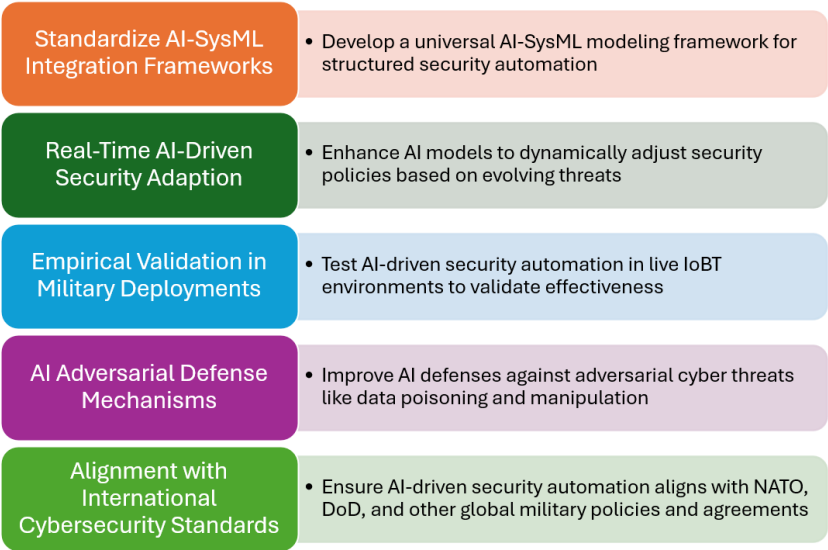 Standardize AI-SysML
Integration Frameworks
• Develop a universal AI-SysML modeling framework for
structured security automation
Real-Time AI-Driven
Security Adaption
• Enhance AI models to dynamically adjust security
policies based on evolving threats
Empirical Validation in
Military Deployments
• Test AI-driven security automation in live IoBT
environments to validate effectiveness
AI Adversarial Defense
Mechanisms
• Improve AI defenses against adversarial cyber threats
like data poisoning and manipulation
Alignment with
International
Cybersecurity Standards
• Ensure AI-driven security automation aligns with NATO,
DoD, and other global military policies and agreements